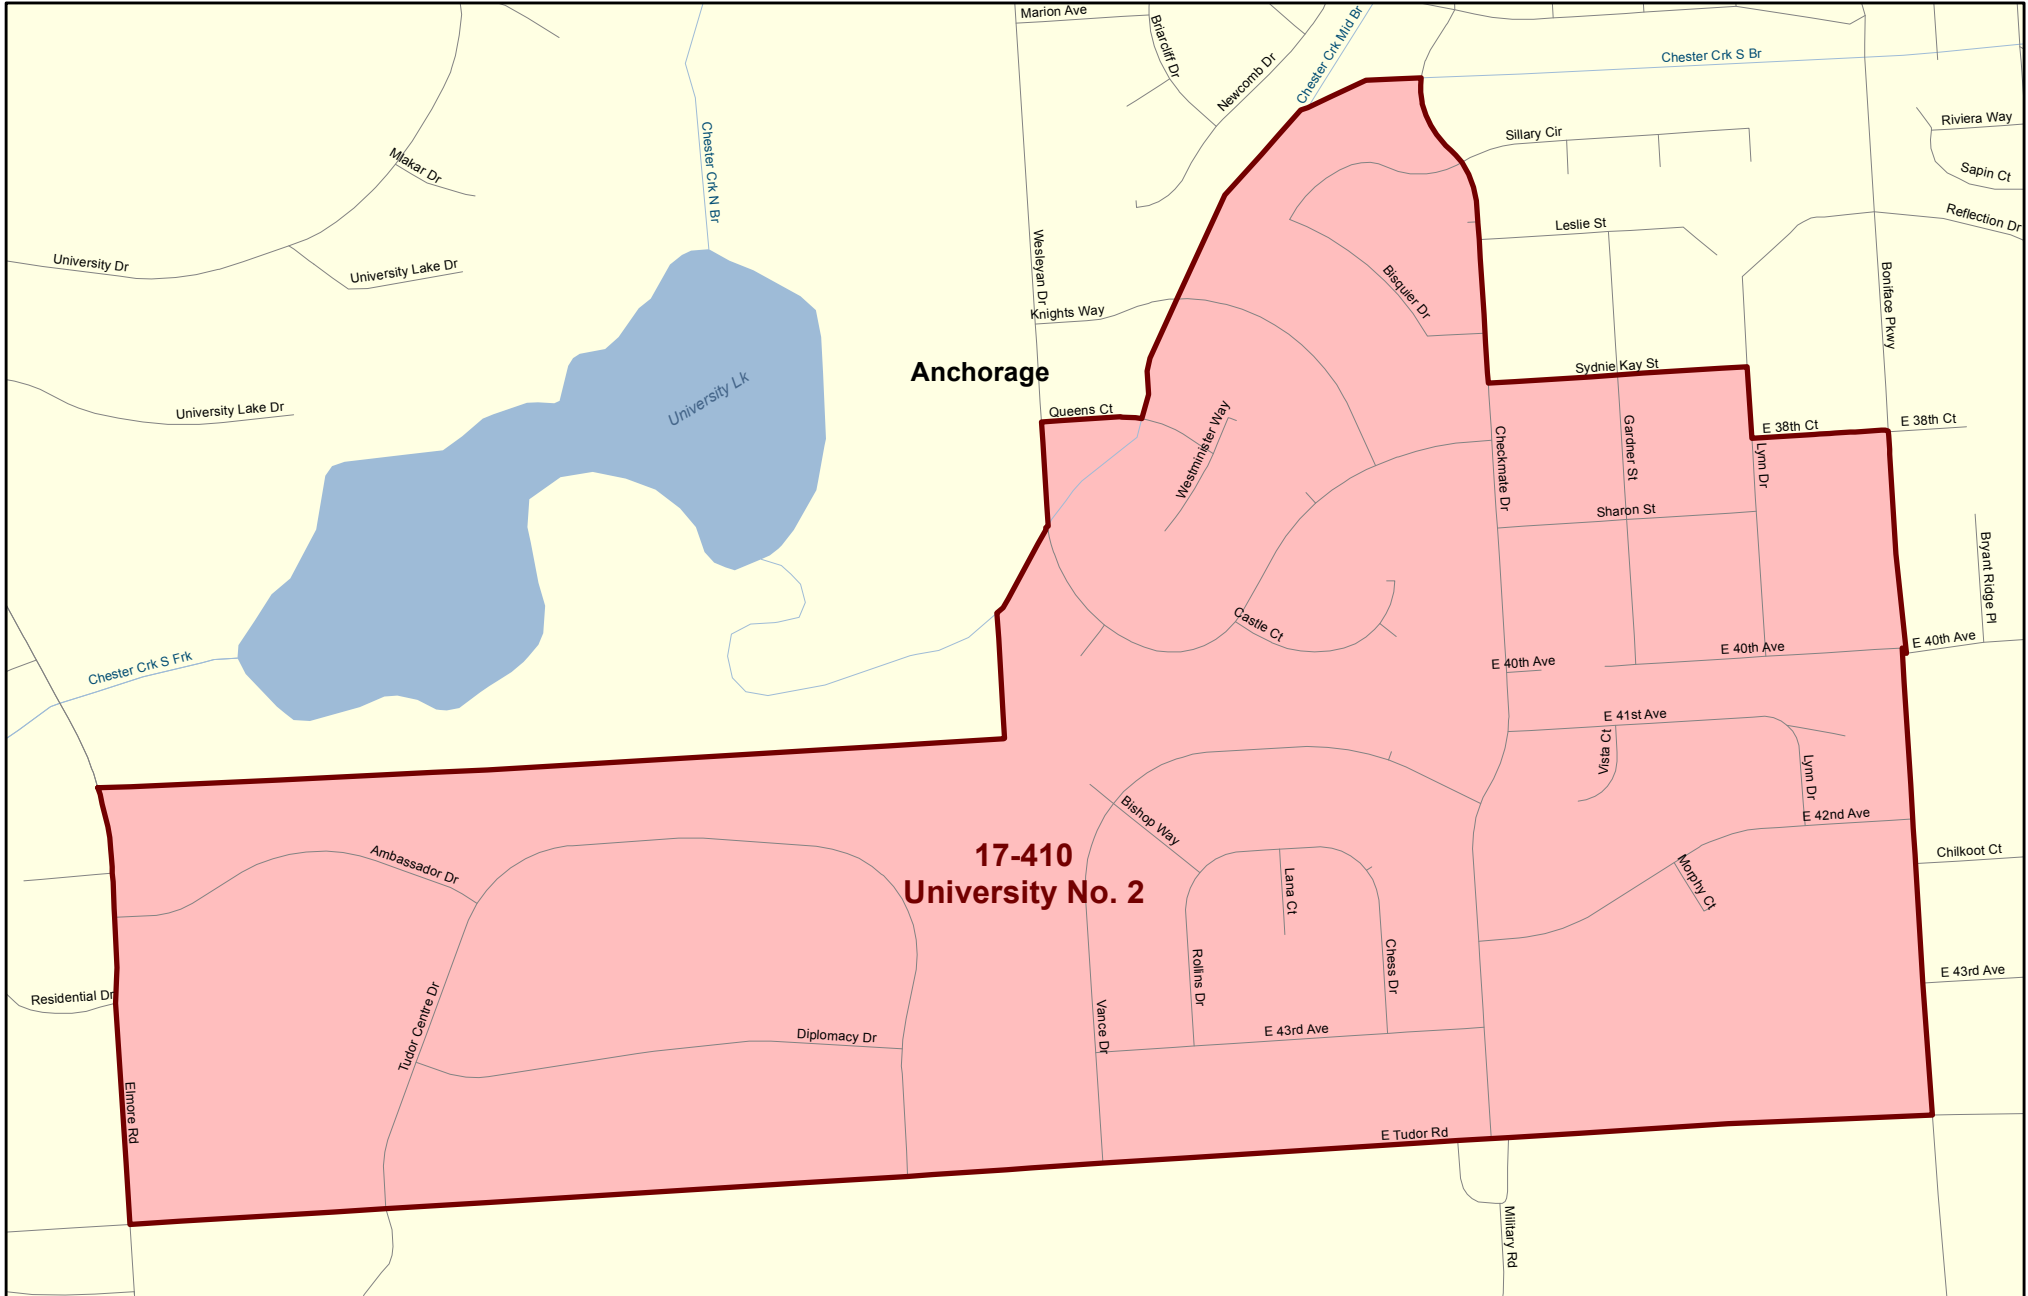 Marion Ave
Briarcliff Dr
Newcomb Dr
Chester Crk Mid Br
Chester Crk S Br
Riviera Way
Sillary Cir
Sapin Ct
Mlakar Dr
Chester Crk N Br
Reflection Dr
Leslie St
University Dr
University Lake Dr
Wesleyan Dr
Bisquier Dr
Boniface Pkwy
Knights Way
Anchorage
Sydnie Kay St
University Lk
University Lake Dr
Queens Ct
Westminister Way
Checkmate Dr
Gardner St
E 38th Ct
E 38th Ct
Lynn Dr
Sharon St
Bryant Ridge Pl
Castle Ct
E 40th Ave
E 40th Ave
E 40th Ave
Chester Crk S Frk
E 41st Ave
Vista Ct
Lynn Dr
E 42nd Ave
Bishop Way
Ambassador Dr
17-410
University No. 2
Chilkoot Ct
Morphy Ct
Lana Ct
Rollins Dr
Chess Dr
E 43rd Ave
Residential Dr
Tudor Centre Dr
Diplomacy Dr
Vance Dr
E 43rd Ave
Elmore Rd
E Tudor Rd
Military Rd